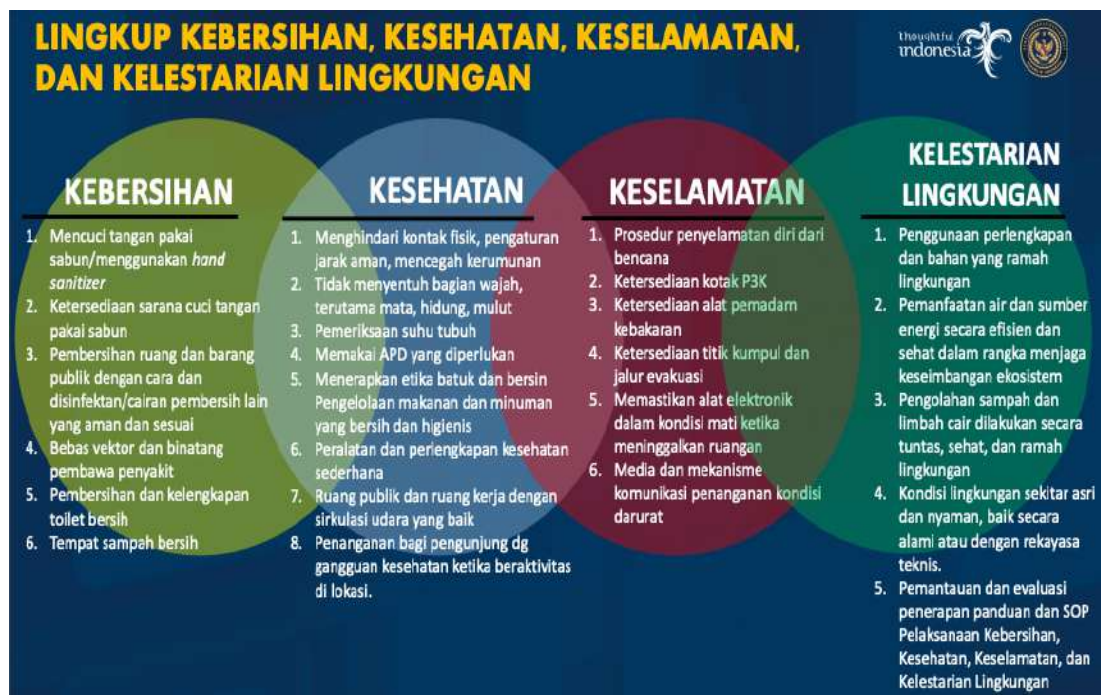 LINGKUP KEBERSIHAN, KESEHATAN, KESELAMATAN,
DAN KELESTARIAN LINGKUNGAN
thoughtful
indonesia
KEBERSIHAN
1. Mencuci tangan pakai
sabun/menggunakan hand
sanitizer
2. Ketersediaan sarana cuci tangan
pakai sabun
3. Pembersihan ruang dan barang
publik dengan cara dan
disinfektan/cairan pembersih lain
yang aman dan sesuai
4. Bebas vektor dan binatang
pembawa penyakit
5. Pembersihan dan kelengkapan
toilet bersih
6. Tempat sampah bersih
KESEHATAN
1. Menghindari kontak fisik, pengaturan
jarak aman, mencegah kerumunan
2. Tidak menyentuh bagian wajah,
terutama mata, hidung, mulut
3. Pemeriksaan suhu tubuh
4. Memakai APD yang diperlukan
5. Menerapkan etika batuk dan bersin
Pengelolaan makanan dan minuman
yang bersih dan higienis
6. Peralatan dan perlengkapan kesehatan
sederhana
7. Ruang publik dan ruang kerja dengan
sirkulasi udara yang baik
8. Penanganan bagi pengunjung dg
gangguan kesehatan ketika beraktivitas
di lokasi.
KESELAMATAN
1. Prosedur penyelamatan diri dari
bencana
2. Ketersediaan kotak P3K
3. Ketersediaan alat pemadam
kebakaran
4. Ketersediaan titik kumpul dan
jalur evakuasi
5. Memastikan alat elektronik
dalam kondisi mati ketika
meninggalkan ruangan
6. Media dan mekanisme
komunikasi penanganan kondisi
darurat
KELESTARIAN
LINGKUNGAN
1. Penggunaan perlengkapan
dan bahan yang ramah
lingkungan
2. Pemanfaatan air dan sumber
energi secara efisien dan
sehat dalam rangka menjaga
keseimbangan ekosistem
3. Pengolahan sampah dan
limbah cair dilakukan secara
tuntas, sehat, dan ramah
lingkungan
4. Kondisi lingkungan sekitar asri
dan nyaman, baik secara
alami atau dengan rekayasa
teknis.
5. Pemantauan dan evaluasi
penerapan panduan dan SOP
Pelaksanaan Kebersihan,
Kesehatan, Keselamatan, dan
Kelestarian Lingkungan